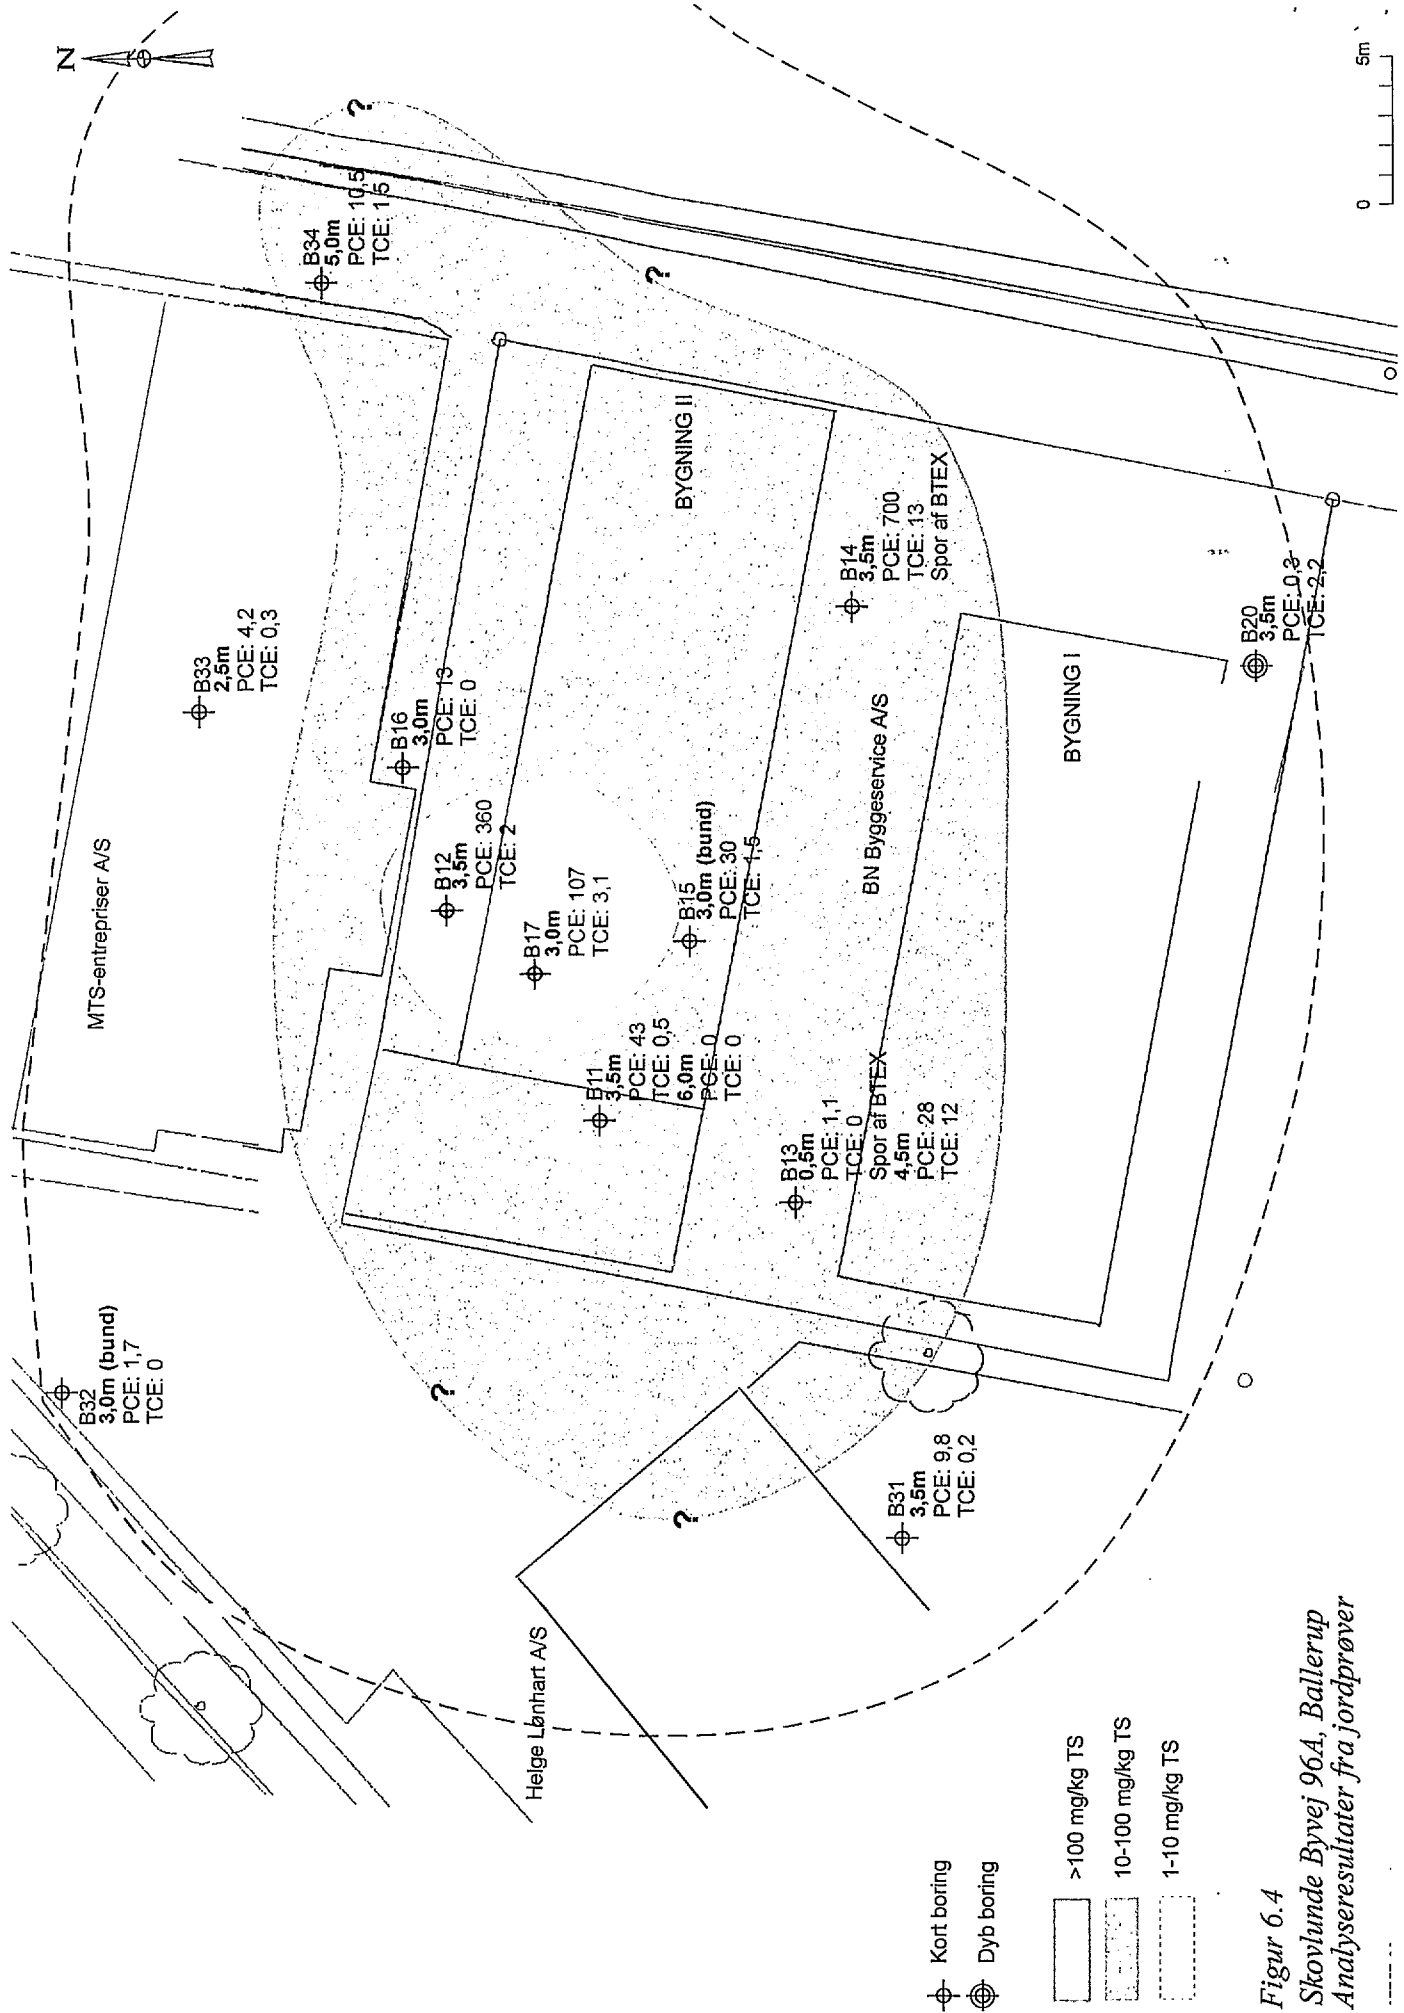 N
MTS-entrepriser A/S
B32
3,0m (bund)
PCE: 1,7
TCE: 0
B33
2,5m
PCE: 4,2
TCE: 0,3
B34
5,0m
PCE: 10,5
TCE: 1,5
?
?
?
?
B16
3,0m
PCE: 13
TCE: 0
B12
3,5m
PCE: 360
TCE: 2
B17
3,0m
PCE: 107
TCE: 3,1
B11
3,5m
PCE: 43
TCE: 0,5
6,0m
PCE: 0
TCE: 0
B15
3,0m (bund)
PCE: 30
TCE: 1,5
BYGNING II
B14
3,5m
PCE: 700
TCE: 13
Spor af BTEX
B13
0,5m
PCE: 1,1
TCE: 0
Spor af BTEX
4,5m
PCE: 28
TCE: 12
BN Byggeservice A/S
BYGNING I
B31
3,5m
PCE: 9,8
TCE: 0,2
B20
3,5m
PCE: 0,3
TCE: 2,2
Helge Lønhart A/S
0 5m
Kort boring
Dyb boring
>100 mg/kg TS
10-100 mg/kg TS
1-10 mg/kg TS
Figur 6.4
Skovlunde Byvej 96A, Ballerup
Analyseresultater fra jordprøver